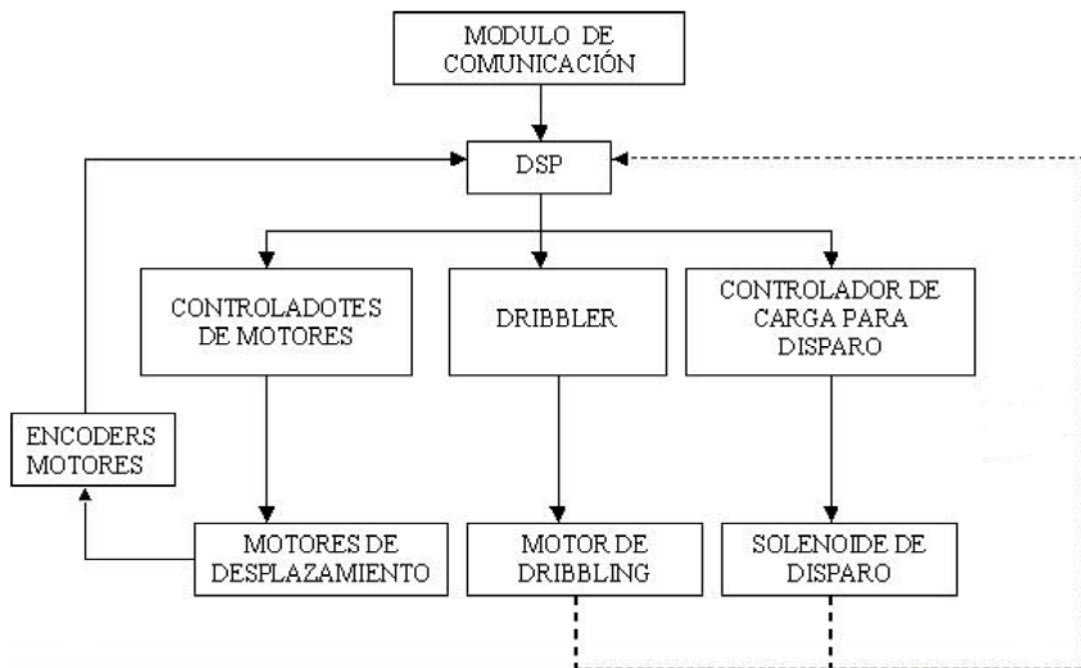 MODULO DE
COMUNICACIÓN
DSP
CONTROLADOTES
DE MOTORES
DRIBBLER
CONTROLADOR DE
CARGA PARA
DISPARO
ENCODERS
MOTORES
MOTORES DE
DESPLAZAMIENTO
MOTOR DE
DRIBBLING
SOLENOIDE DE
DISPARO